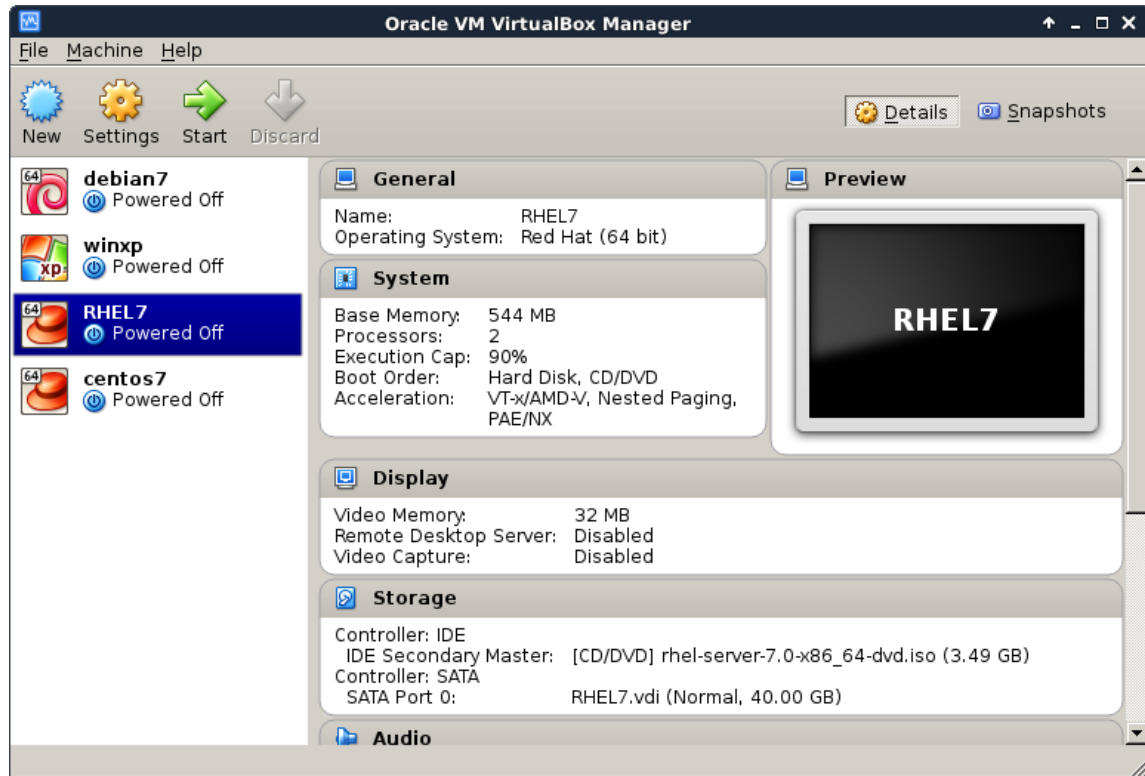 Oracle VM VirtualBox Manager
File Machine Help
New Settings Start Discard
Details Snapshots
64 debian7
Powered Off
winxp
xp Powered Off
64 RHEL7
Powered Off
64 centos7
Powered Off
General
Name: RHEL7
Operating System: Red Hat (64 bit)
System
Base Memory: 544 MB
Processors: 2
Execution Cap: 90%
Boot Order: Hard Disk, CD/DVD
Acceleration: VT-x/AMD-V, Nested Paging,
PAE/NX
Preview
RHEL7
Display
Video Memory: 32 MB
Remote Desktop Server: Disabled
Video Capture: Disabled
Storage
Controller: IDE
IDE Secondary Master: [CD/DVD] rhel-server-7.0-x86_64-dvd.iso (3.49 GB)
Controller: SATA
SATA Port 0: RHEL7.vdi (Normal, 40.00 GB)
Audio